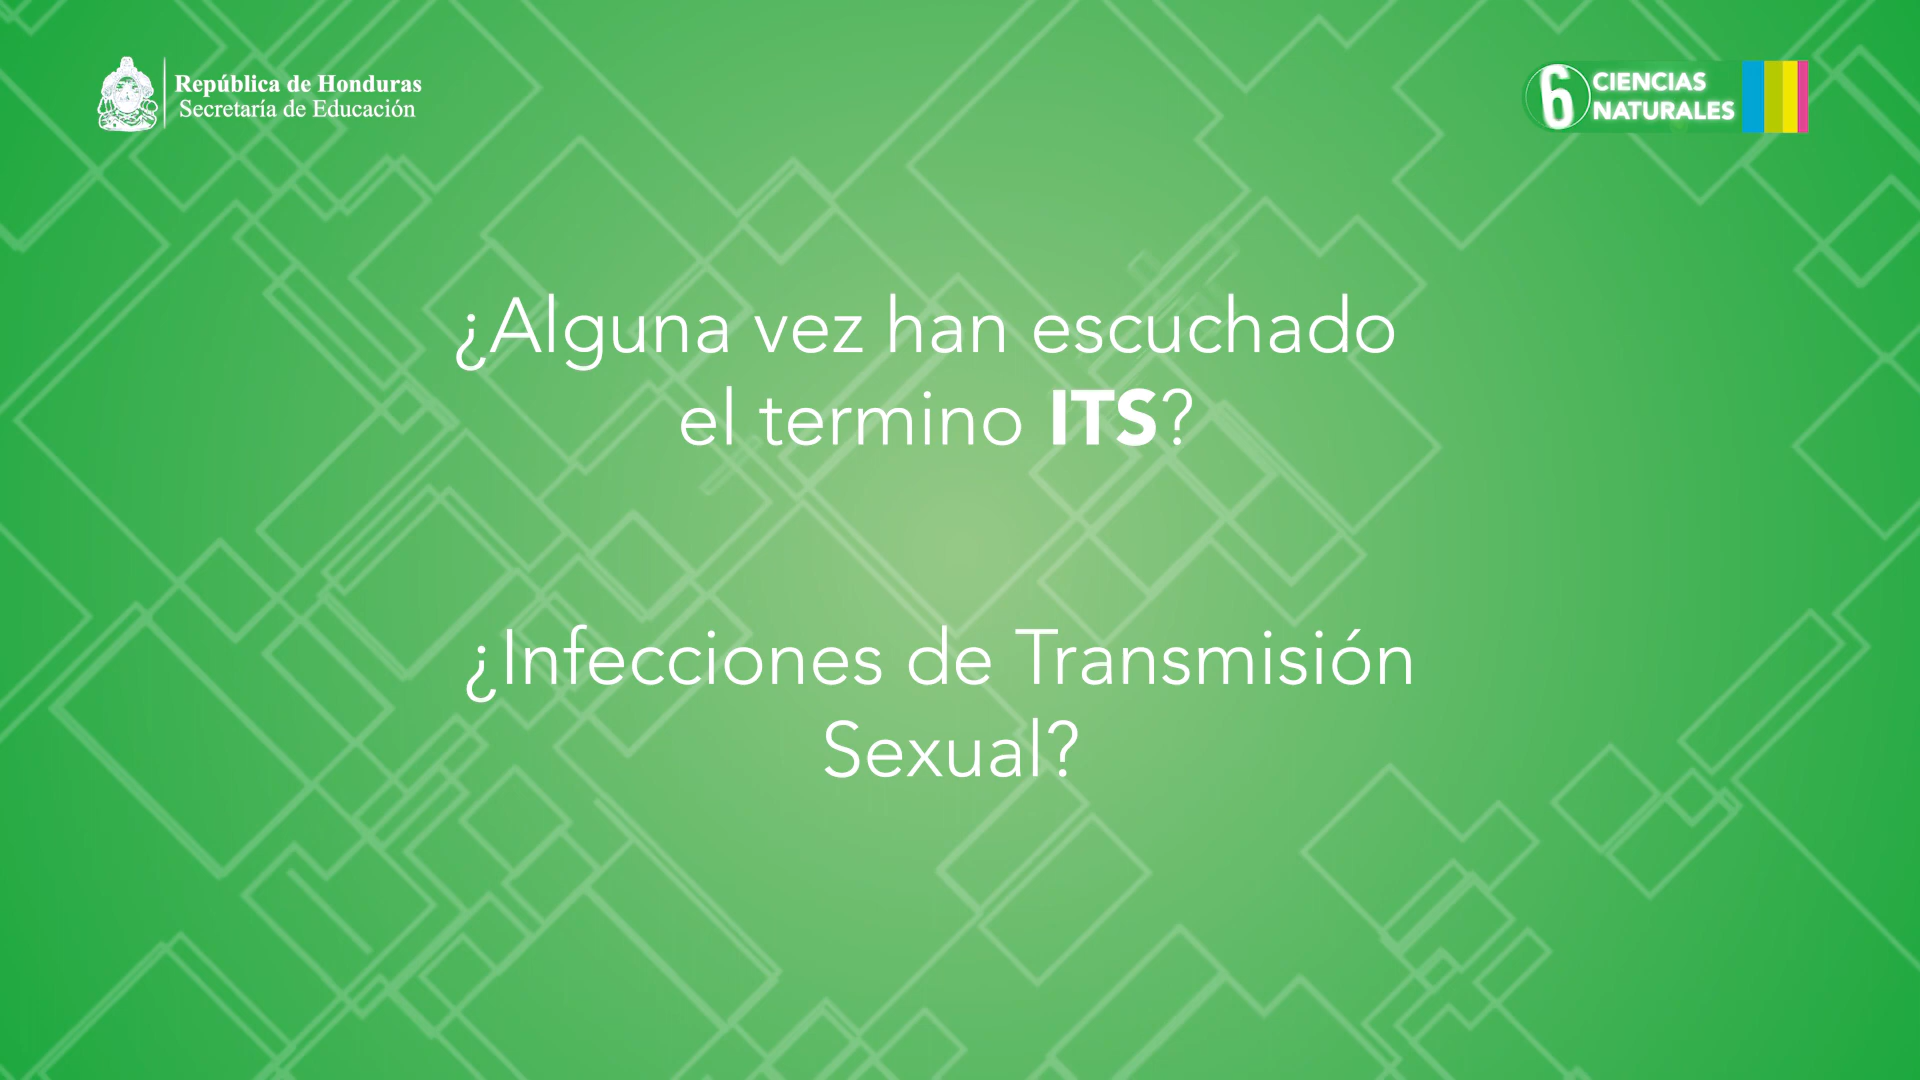 República de Honduras
Secretaría de Educación
6 CIENCIAS
NATURALES
¿Alguna vez han escuchado
el termino ITS?
¿Infecciones de Transmisión
Sexual?